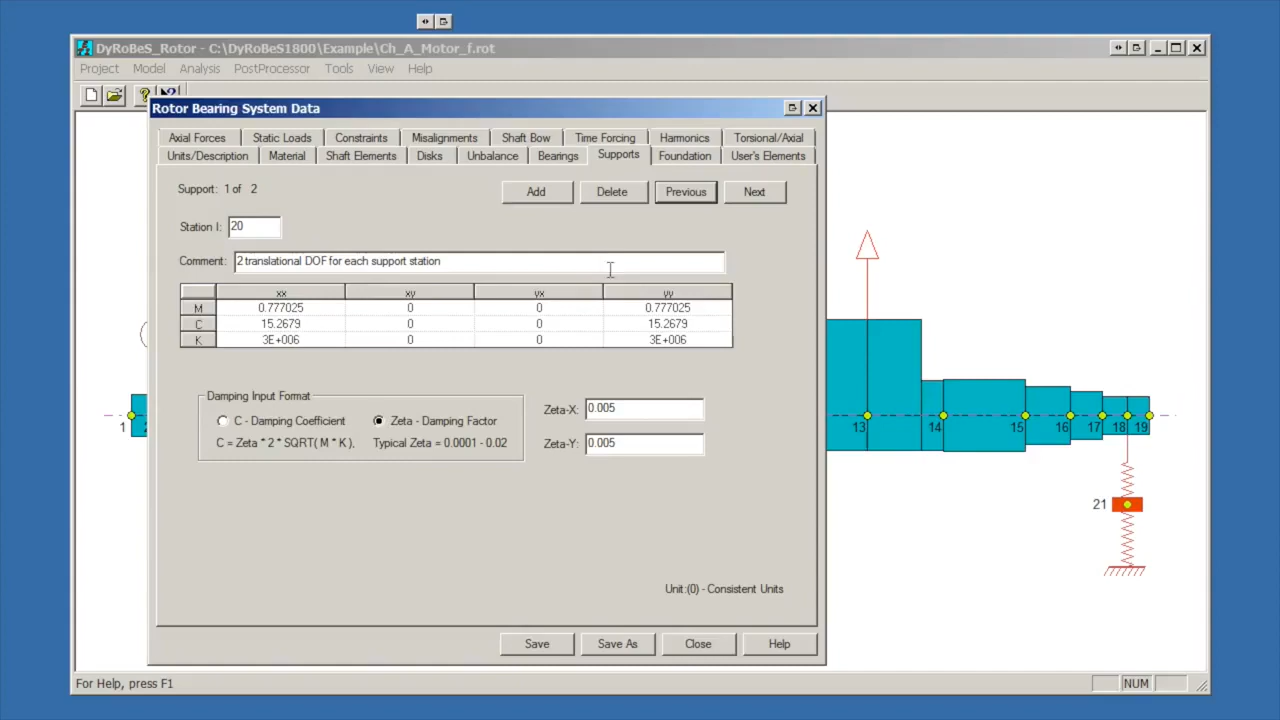 DyRoBeS_Rotor - C:\DyRoBeS1800\Example\Ch_A_Motor_f.rot
Project Model Analysis PostProcessor Tools View Help
Rotor Bearing System Data
Axial Forces Static Loads Constraints Misalignments Shaft Bow Time Forcing Harmonics Torsional/Axial
Units/Description Material Shaft Elements Disks Unbalance Bearings Supports Foundation User's Elements
Support: 1 of 2
Add Delete Previous Next
Station I: 20
Comment: 2 translational DOF for each support station
xx xy yx yy
M 0.777025 0 0 0.777025
C 15.2679 0 0 15.2679
K 3E+006 0 0 3E+006
Damping Input Format
C - Damping Coefficient Zeta - Damping Factor
C = Zeta * 2 * SQRT( M * K ), Typical Zeta = 0.0001 - 0.02
Zeta-X: 0.005
Zeta-Y: 0.005
Unit:(0) - Consistent Units
Save Save As Close Help
1 13 14 15 16 17 18 19
21
For Help, press F1 NUM